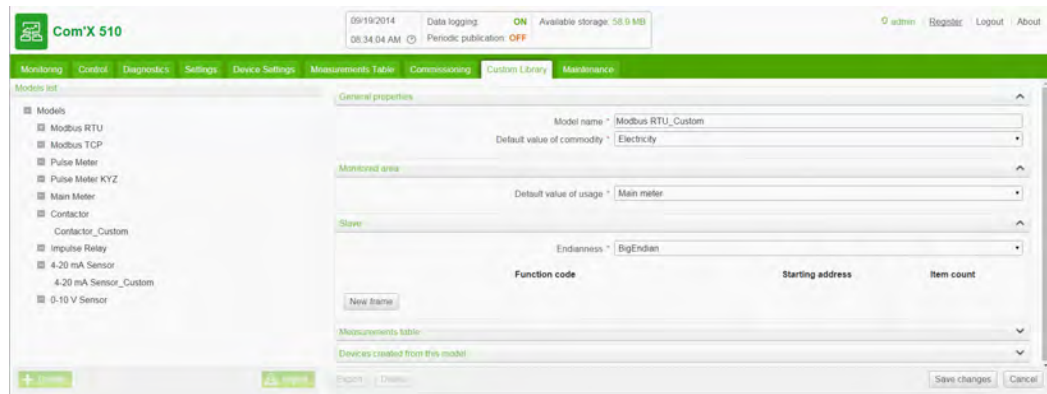 Com'X 510
09/19/2014
08:34:04 AM
Data logging: ON Available storage: 58.0 MB
Periodic publication: OFF
admin Register Logout About
Monitoring Control Diagnostics Settings Device Settings Measurements Table Commissioning Custom Library Maintenance
Models list
Models
Modbus RTU
Modbus TCP
Pulse Meter
Pulse Meter KYZ
Main Meter
Contactor
Contactor_Custom
Impulse Relay
4-20 mA Sensor
4-20 mA Sensor_Custom
0-10 V Sensor
+ Create Import
General properties
Model name * Modbus RTU_Custom
Default value of commodity * Electricity
Monitored area
Default value of usage * Main meter
Slave
Endianness * BigEndian
Function code Starting address Item count
New frame
Measurements table
Devices created from this model
Export Delete Save changes Cancel